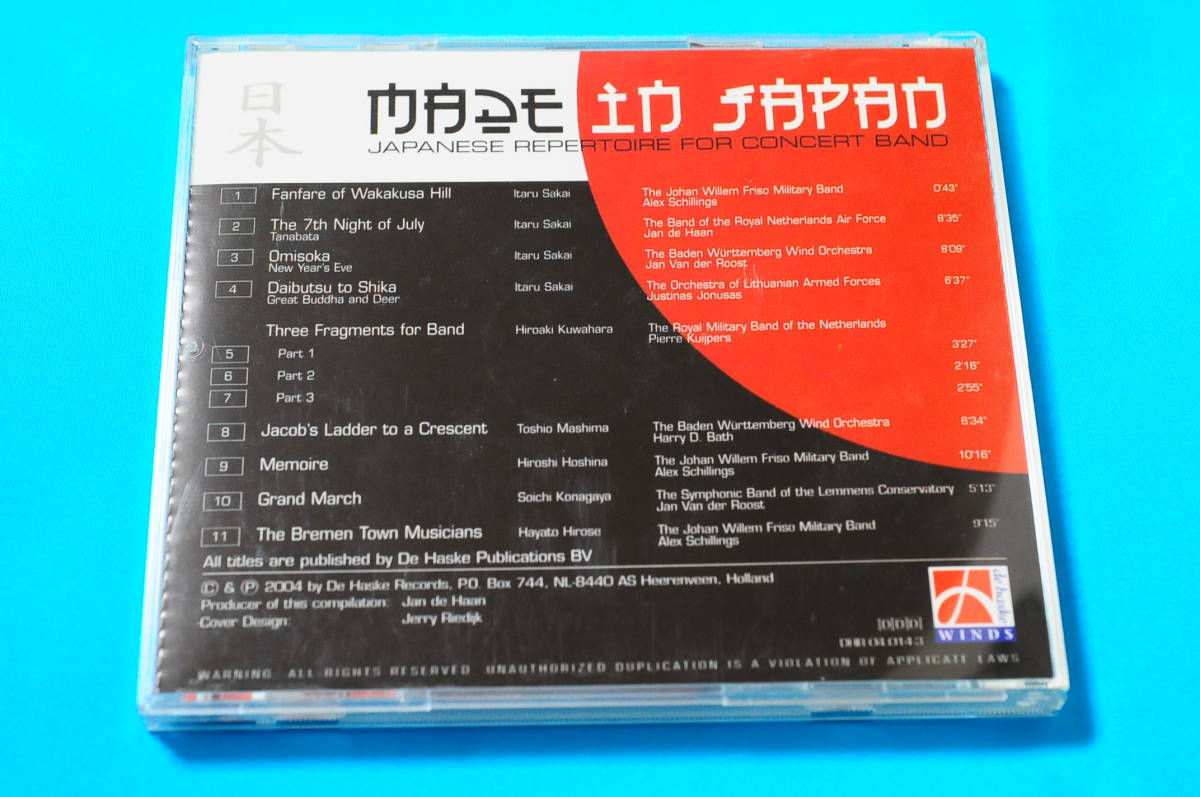 日本
MADE IN JAPAN
JAPANESE REPERTOIRE FOR CONCERT BAND
1 Fanfare of Wakakusa Hill Itaru Sakai The Johan Willem Friso Military Band 0'43"
Alex Schillings
2 The 7th Night of July Itaru Sakai The Band of the Royal Netherlands Air Force 8'35"
Tanabata Jan de Haan
3 Omisoka Itaru Sakai The Baden Württemberg Wind Orchestra 8'09"
New Year's Eve Jan Van der Roost
4 Daibutsu to Shika Itaru Sakai The Orchestra of Lithuanian Armed Forces 6'37"
Great Buddha and Deer Justinas Jonusas
Three Fragments for Band Hiroaki Kuwahara The Royal Military Band of the Netherlands
Pierre Kuijpers
5 Part 1 3'27"
6 Part 2 2'16"
7 Part 3 2'55"
8 Jacob's Ladder to a Crescent Toshio Mashima The Baden Württemberg Wind Orchestra 6'34"
Harry D. Bath
9 Memoire Hiroshi Hoshina The Johan Willem Friso Military Band 10'16"
Alex Schillings
10 Grand March Soichi Konagaya The Symphonic Band of the Lemmens Conservatory 5'13"
Jan Van der Roost
11 The Bremen Town Musicians Hayato Hirose The Johan Willem Friso Military Band 9'15"
Alex Schillings
All titles are published by De Haske Publications BV
© & ℗ 2004 by De Haske Records, P.O. Box 744, NL-8440 AS Heerenveen, Holland
Producer of this compilation: Jan de Haan
Cover Design: Jerry Riedijk
de haske
WINDS
|D|D|D|
DHR 04.014-3
WARNING ALL RIGHTS RESERVED UNAUTHORIZED DUPLICATION IS A VIOLATION OF APPLICATE LAWS